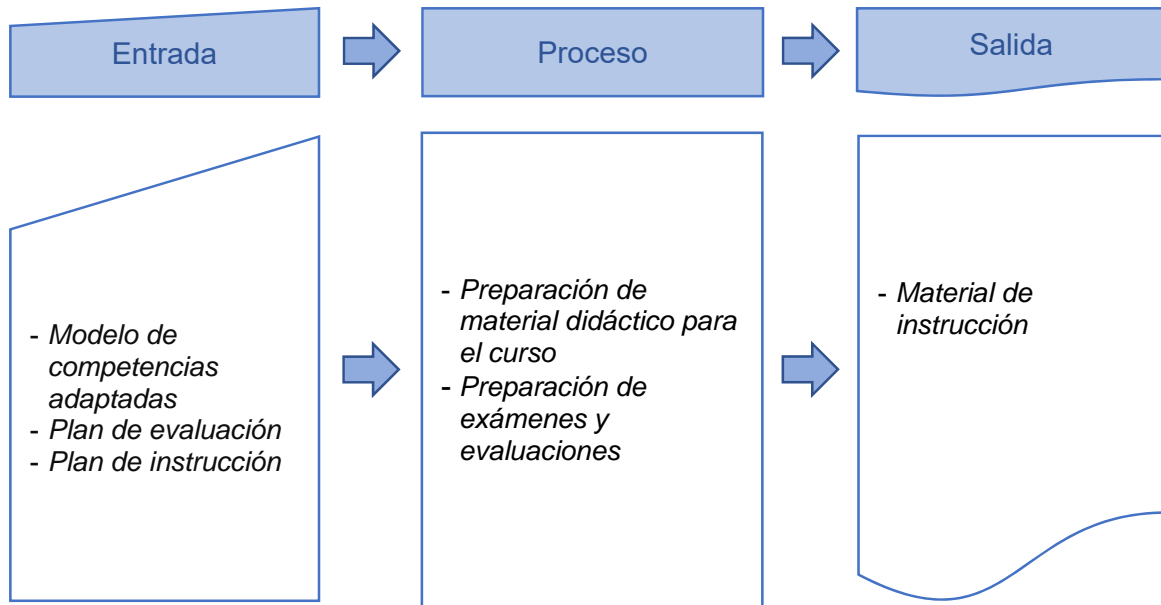 Entrada
Proceso
Salida
- Modelo de
competencias
adaptadas
- Plan de evaluación
- Plan de instrucción
- Preparación de
material didáctico para
el curso
- Preparación de
exámenes y
evaluaciones
- Material de
instrucción